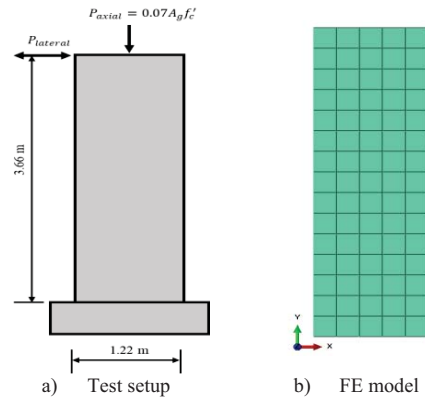 P_axial = 0.07A_g f_c'
P_lateral
3.66 m
1.22 m
a) Test setup
Y
X
b) FE model